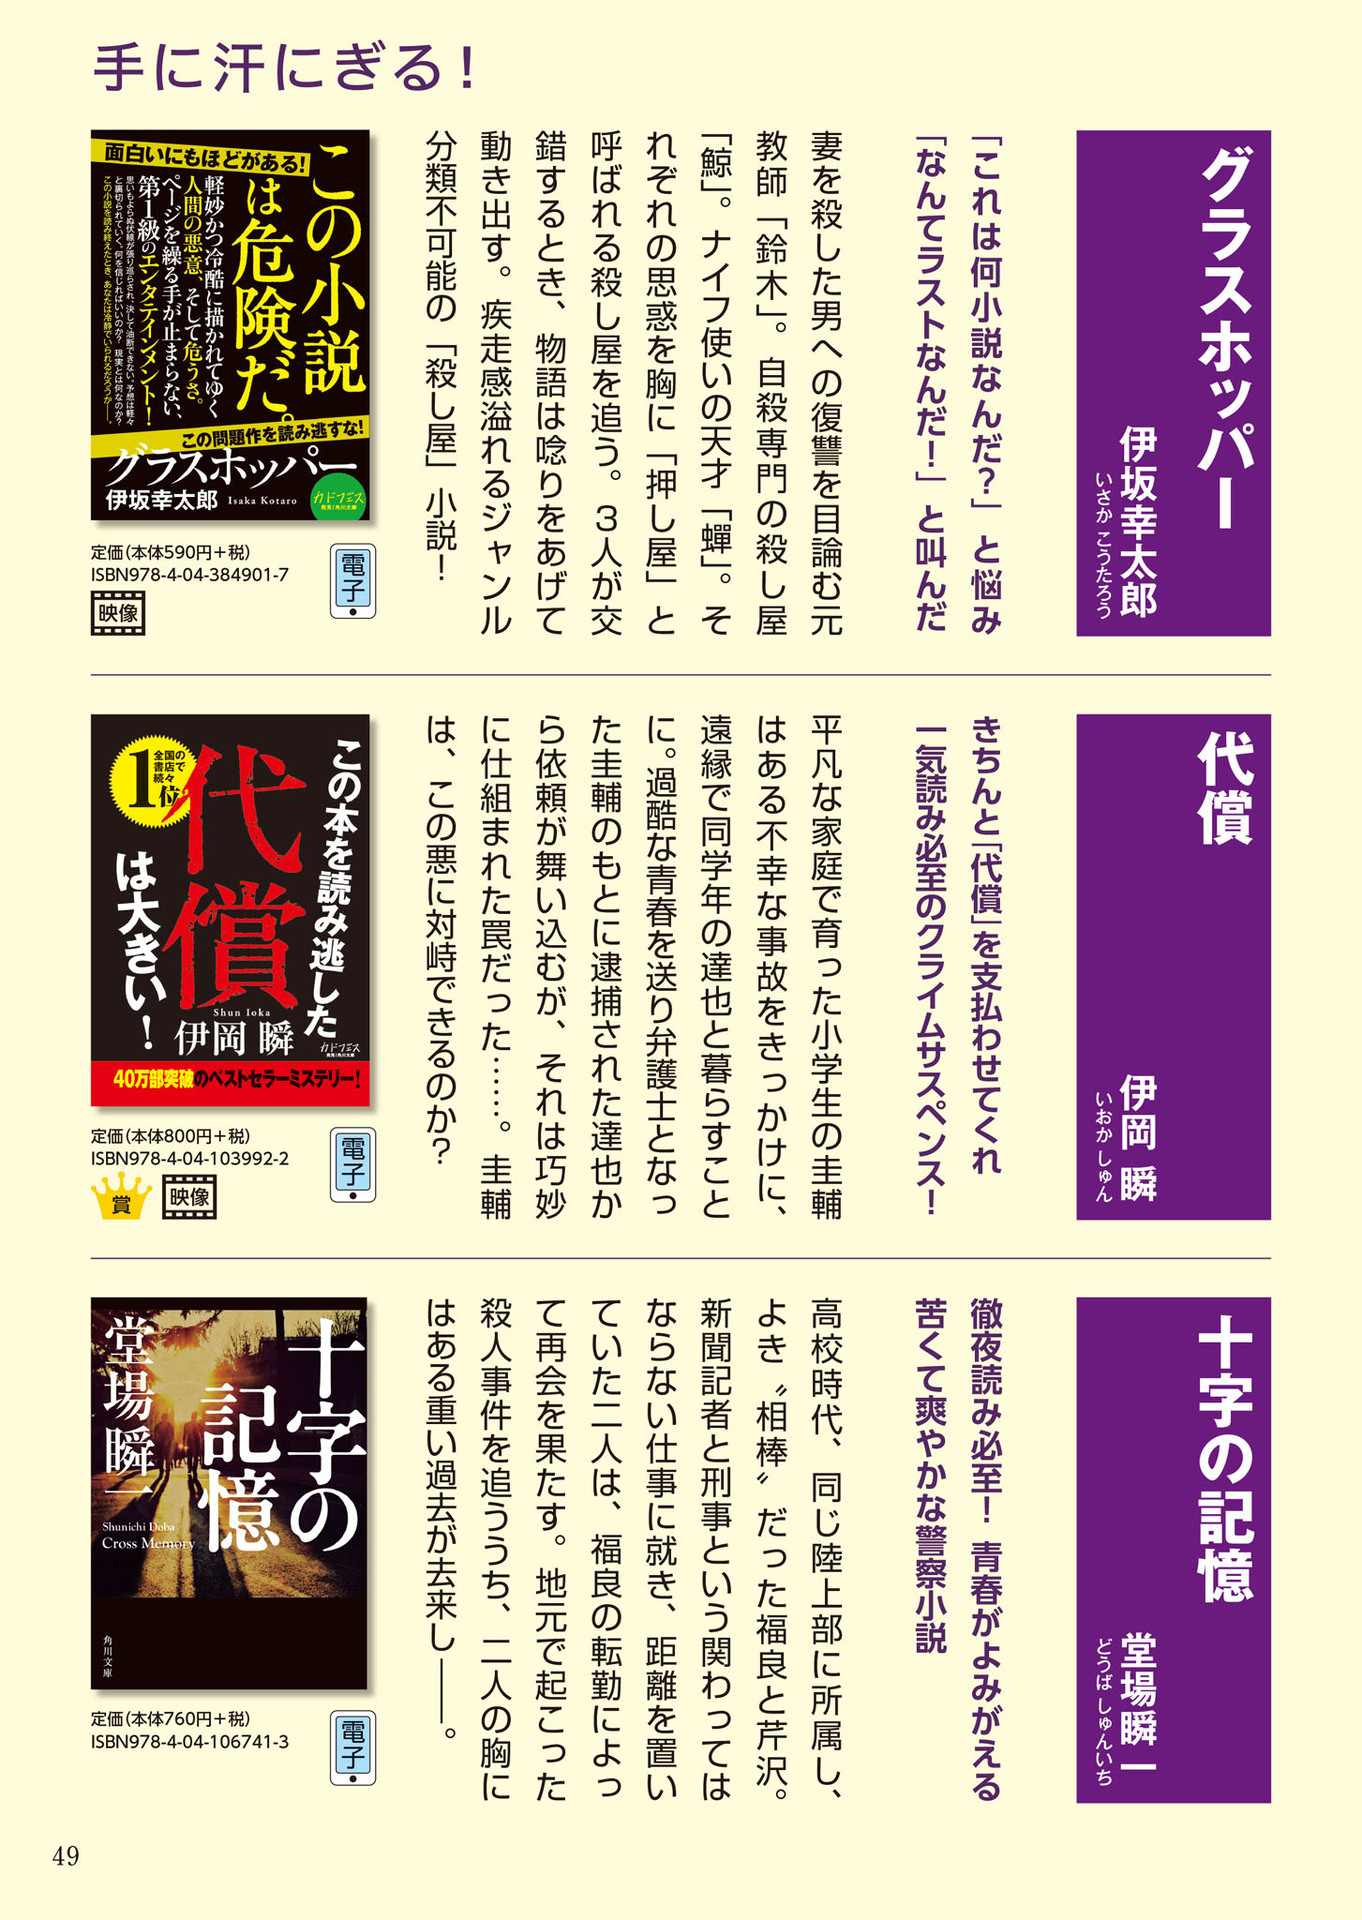 手に汗にぎる！
グラスホッパー
伊坂幸太郎
いさか こうたろう
「これは何小説なんだ？」と悩み
「なんてラストなんだ！」と叫んだ
妻を殺した男への復讐を目論む元
教師「鈴木」。自殺専門の殺し屋
「鯨」。ナイフ使いの天才「蟬」。そ
れぞれの思惑を胸に「押し屋」と
呼ばれる殺し屋を追う。３人が交
錯するとき、物語は唸りをあげて
動き出す。疾走感溢れるジャンル
分類不可能の「殺し屋」小説！
面白いにもほどがある！
この小説
は危険だ。
軽妙かつ冷酷に描かれてゆく
人間の悪意、そして危うさ。
ページを繰る手が止まらない、
第1級のエンタテインメント！
思いもよらぬ伏線が張り巡らされ、決して油断できない。予想は軽々
と裏切られていく。何を信じればいいのか？ 現実とは何なのか？
この小説を読み終えたとき、あなたは冷静でいられるだろうか――。
この問題作を読み逃すな！
グラスホッパー
伊坂幸太郎 Isaka Kotaro
カドフェス
発見！角川文庫
定価（本体590円＋税）
ISBN978-4-04-384901-7
電子
映像
代償
伊岡 瞬
いおか しゅん
きちんと「代償」を支払わせてくれ
一気読み必至のクライムサスペンス！
平凡な家庭で育った小学生の圭輔
はある不幸な事故をきっかけに、
遠縁で同学年の達也と暮らすこと
に。過酷な青春を送り弁護士となっ
た圭輔のもとに逮捕された達也か
ら依頼が舞い込むが、それは巧妙
に仕組まれた罠だった……。圭輔
は、この悪に対峙できるのか？
この本を読み逃した
代償
は大きい！
全国の
書店で
続々
1位
Shun Ioka
伊岡 瞬
カドフェス
発見！角川文庫
40万部突破のベストセラーミステリー！
定価（本体800円＋税）
ISBN978-4-04-103992-2
電子
賞
映像
十字の記憶
堂場瞬一
どうば しゅんいち
徹夜読み必至！ 青春がよみがえる
苦くて爽やかな警察小説
高校時代、同じ陸上部に所属し、
よき〝相棒〟だった福良と芹沢。
新聞記者と刑事という関わっては
ならない仕事に就き、距離を置い
ていた二人は、福良の転勤によっ
て再会を果たす。地元で起こった
殺人事件を追ううち、二人の胸に
はある重い過去が去来し――。
十字の
記憶
堂場瞬一
Shunichi Doba
Cross Memory
角川文庫
定価（本体760円＋税）
ISBN978-4-04-106741-3
電子
49